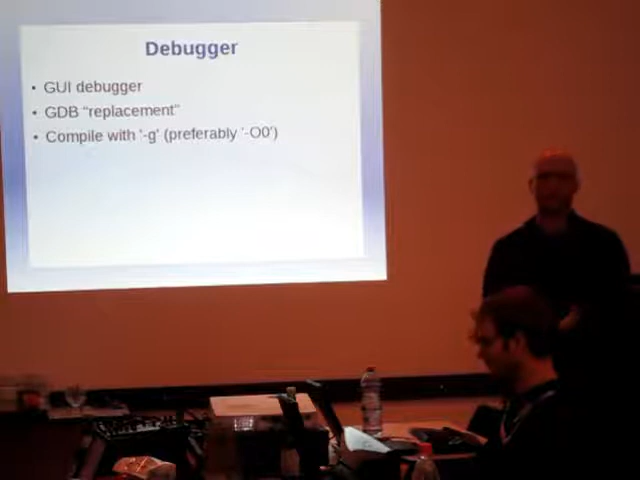 Debugger
• GUI debugger
• GDB "replacement"
• Compile with '-g' (preferably '-O0')